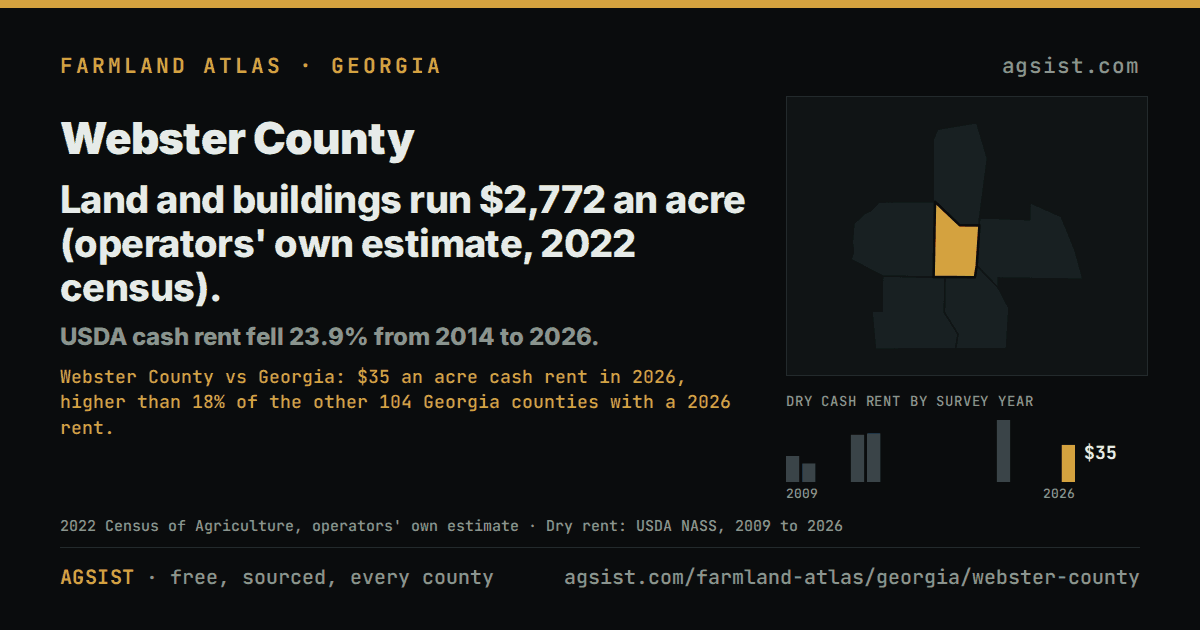 FARMLAND ATLAS · GEORGIA
agsist.com
Webster County
Land and buildings run $2,772 an acre
(operators' own estimate, 2022
census).
USDA cash rent fell 23.9% from 2014 to 2026.
Webster County vs Georgia: $35 an acre cash rent in 2026,
higher than 18% of the other 104 Georgia counties with a 2026
rent.
DRY CASH RENT BY SURVEY YEAR
$35
2009
2026
2022 Census of Agriculture, operators' own estimate · Dry rent: USDA NASS, 2009 to 2026
AGSIST · free, sourced, every county
agsist.com/farmland-atlas/georgia/webster-county